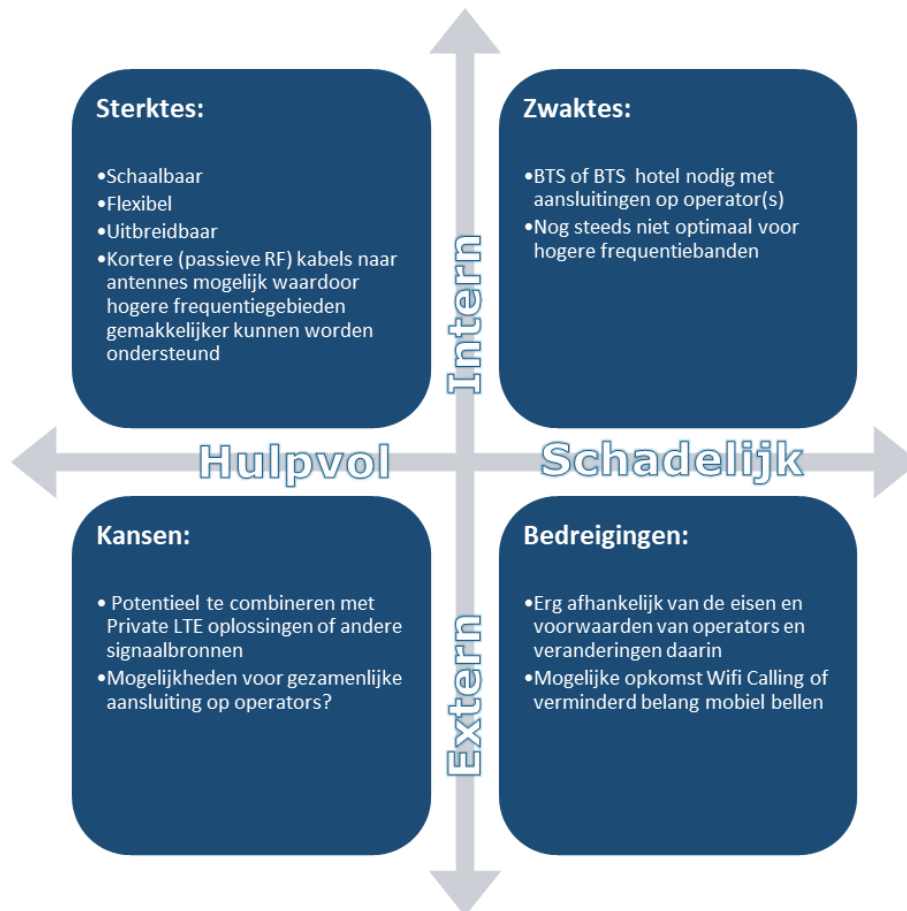 Sterktes:
•Schaalbaar
•Flexibel
•Uitbreidbaar
•Kortere (passieve RF) kabels naar
antennes mogelijk waardoor
hogere frequentiegebieden
gemakkelijker kunnen worden
ondersteund
Zwaktes:
•BTS of BTS hotel nodig met
aansluitingen op operator(s)
•Nog steeds niet optimaal voor
hogere frequentiebanden
Intern
Hulpvol
Schadelijk
Kansen:
• Potentieel te combineren met
Private LTE oplossingen of andere
signaalbronnen
•Mogelijkheden voor gezamenlijke
aansluiting op operators?
Bedreigingen:
•Erg afhankelijk van de eisen en
voorwaarden van operators en
veranderingen daarin
•Mogelijke opkomst Wifi Calling of
verminderd belang mobiel bellen
Extern